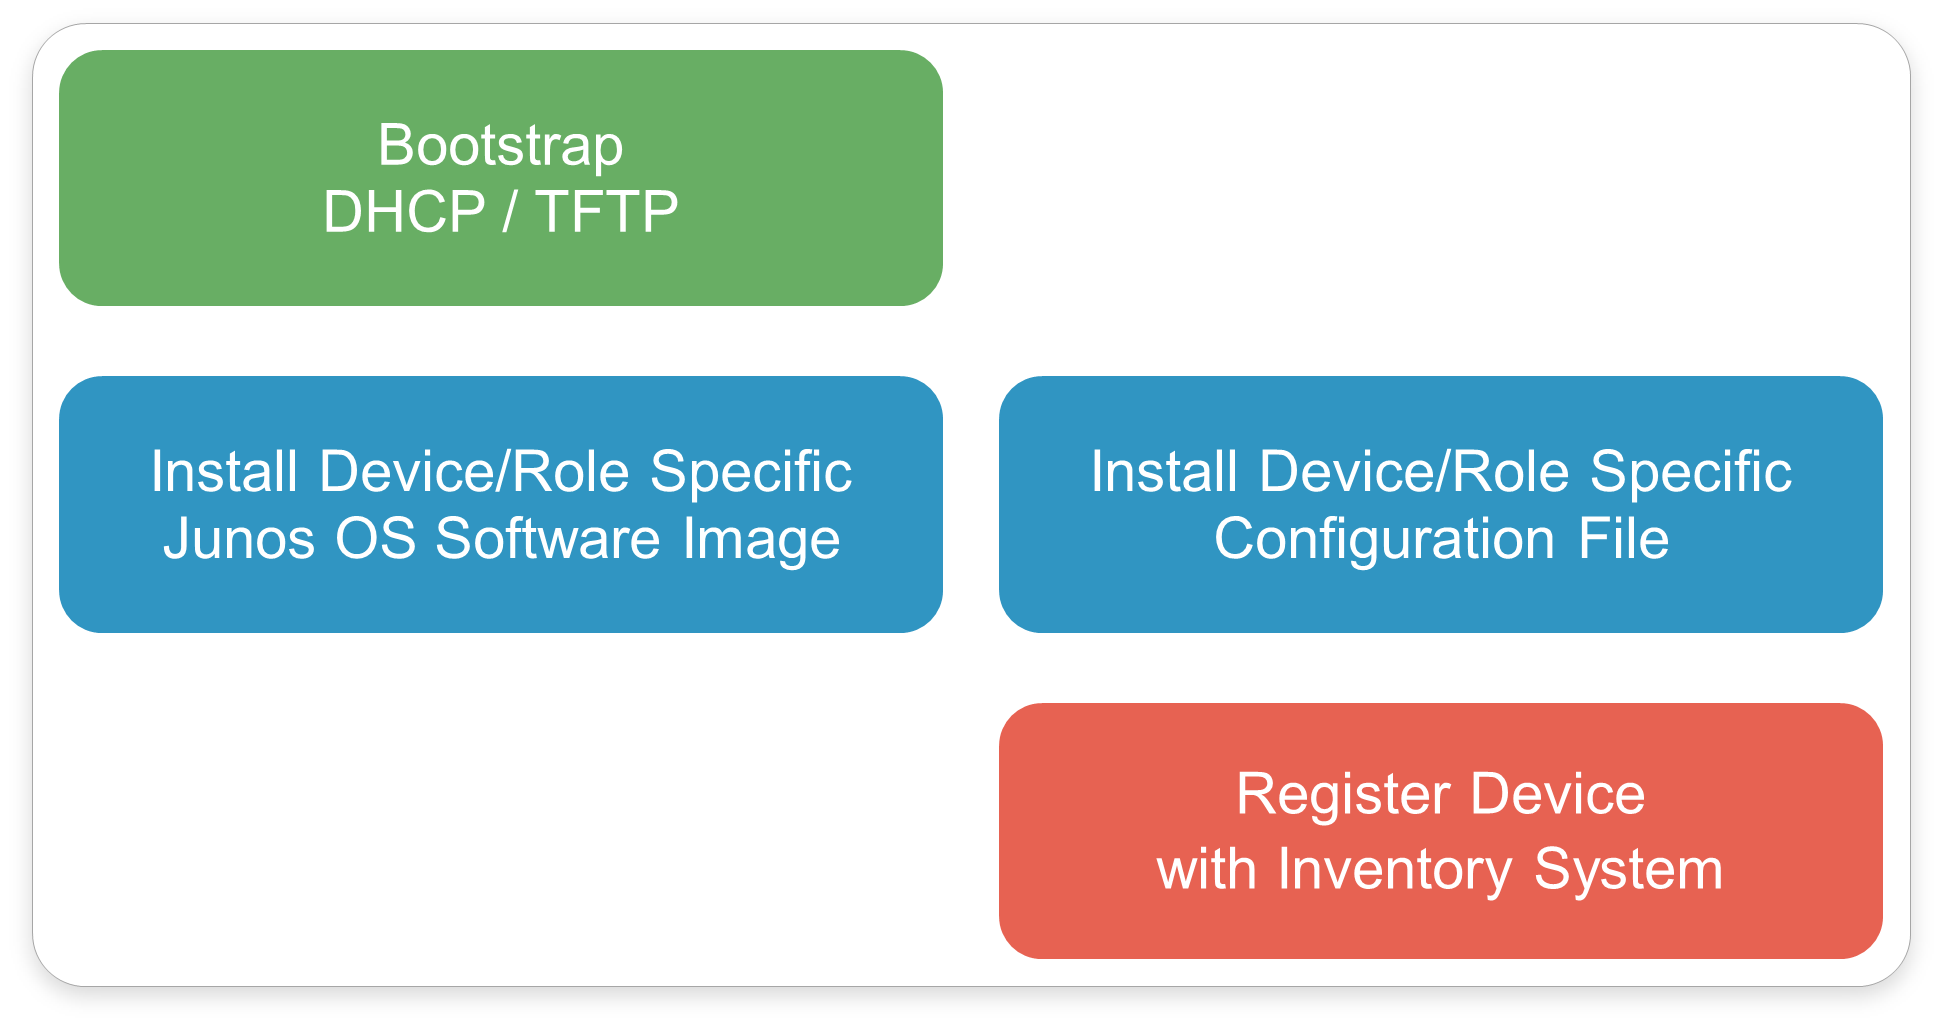 Bootstrap
DHCP / TFTP
Install Device/Role Specific
Junos OS Software Image
Install Device/Role Specific
Configuration File
Register Device
with Inventory System